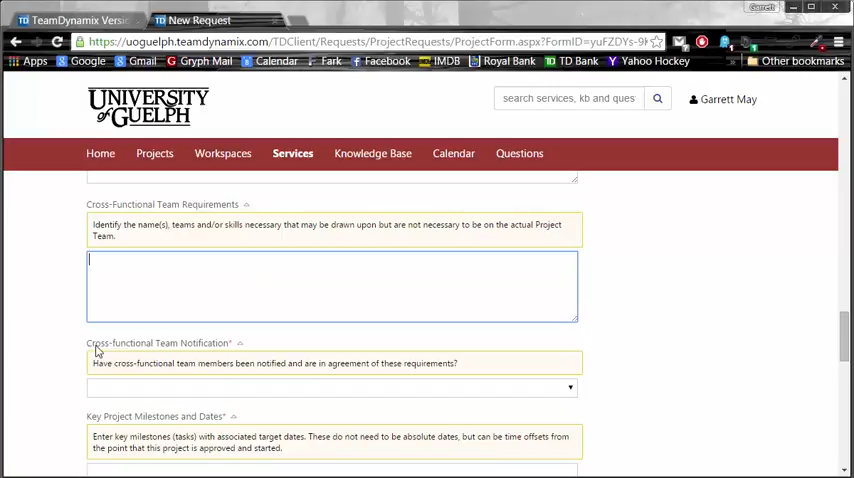 Garrett
TeamDynamix Versi
New Request
https://uoguelph.teamdynamix.com/TDClient/Requests/ProjectRequests/ProjectForm.aspx?FormID=yuFZDYs-9
Apps Google Gmail Gryph Mail Calendar Fark Facebook IMDB Royal Bank TD Bank Yahoo Hockey » Other bookmarks
UNIVERSITY
of GUELPH
search services, kb and ques
Garrett May
Home Projects Workspaces Services Knowledge Base Calendar Questions
Cross-Functional Team Requirements
Identify the name(s), teams and/or skills necessary that may be drawn upon but are not necessary to be on the actual Project
Team.
Cross-functional Team Notification*
Have cross-functional team members been notified and are in agreement of these requirements?
Key Project Milestones and Dates*
Enter key milestones (tasks) with associated target dates. These do not need to be absolute dates, but can be time offsets from
the point that this project is approved and started.